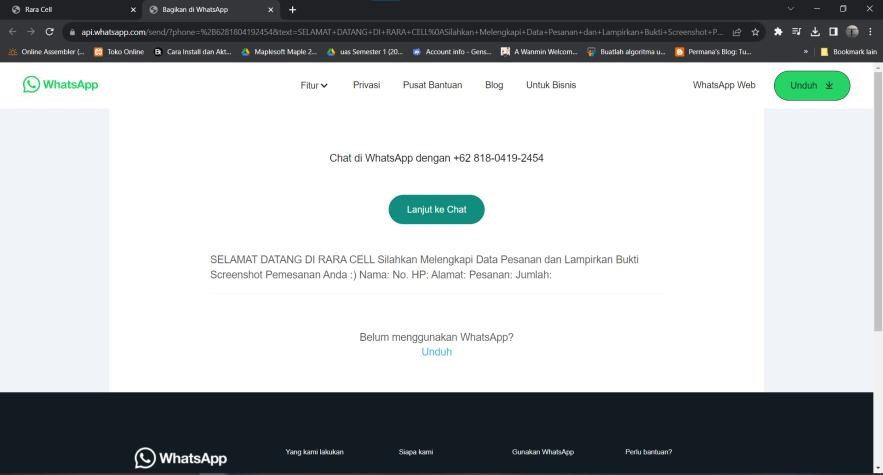 Rara Cell
Bagikan di WhatsApp
api.whatsapp.com/send/?phone=%2B6281804192454&text=SELAMAT+DATANG+DI+RARA+CELL%0ASilahkan+Melengkapi+Data+Pesanan+dan+Lampirkan+Bukti+Screenshot+P...
Online Assembler (...
Toko Online
Cara Install dan Akt...
Maplesoft Maple 2...
uas Semester 1 (20...
Account info - Gens...
A Wanmin Welcom...
Buatlah algoritma u...
Permana's Blog: Tu...
»
Bookmark lain
WhatsApp
Fitur
Privasi
Pusat Bantuan
Blog
Untuk Bisnis
WhatsApp Web
Unduh
Chat di WhatsApp dengan +62 818-0419-2454
Lanjut ke Chat
SELAMAT DATANG DI RARA CELL Silahkan Melengkapi Data Pesanan dan Lampirkan Bukti
Screenshot Pemesanan Anda :) Nama: No. HP: Alamat: Pesanan: Jumlah:
Belum menggunakan WhatsApp?
Unduh
WhatsApp
Yang kami lakukan
Siapa kami
Gunakan WhatsApp
Perlu bantuan?